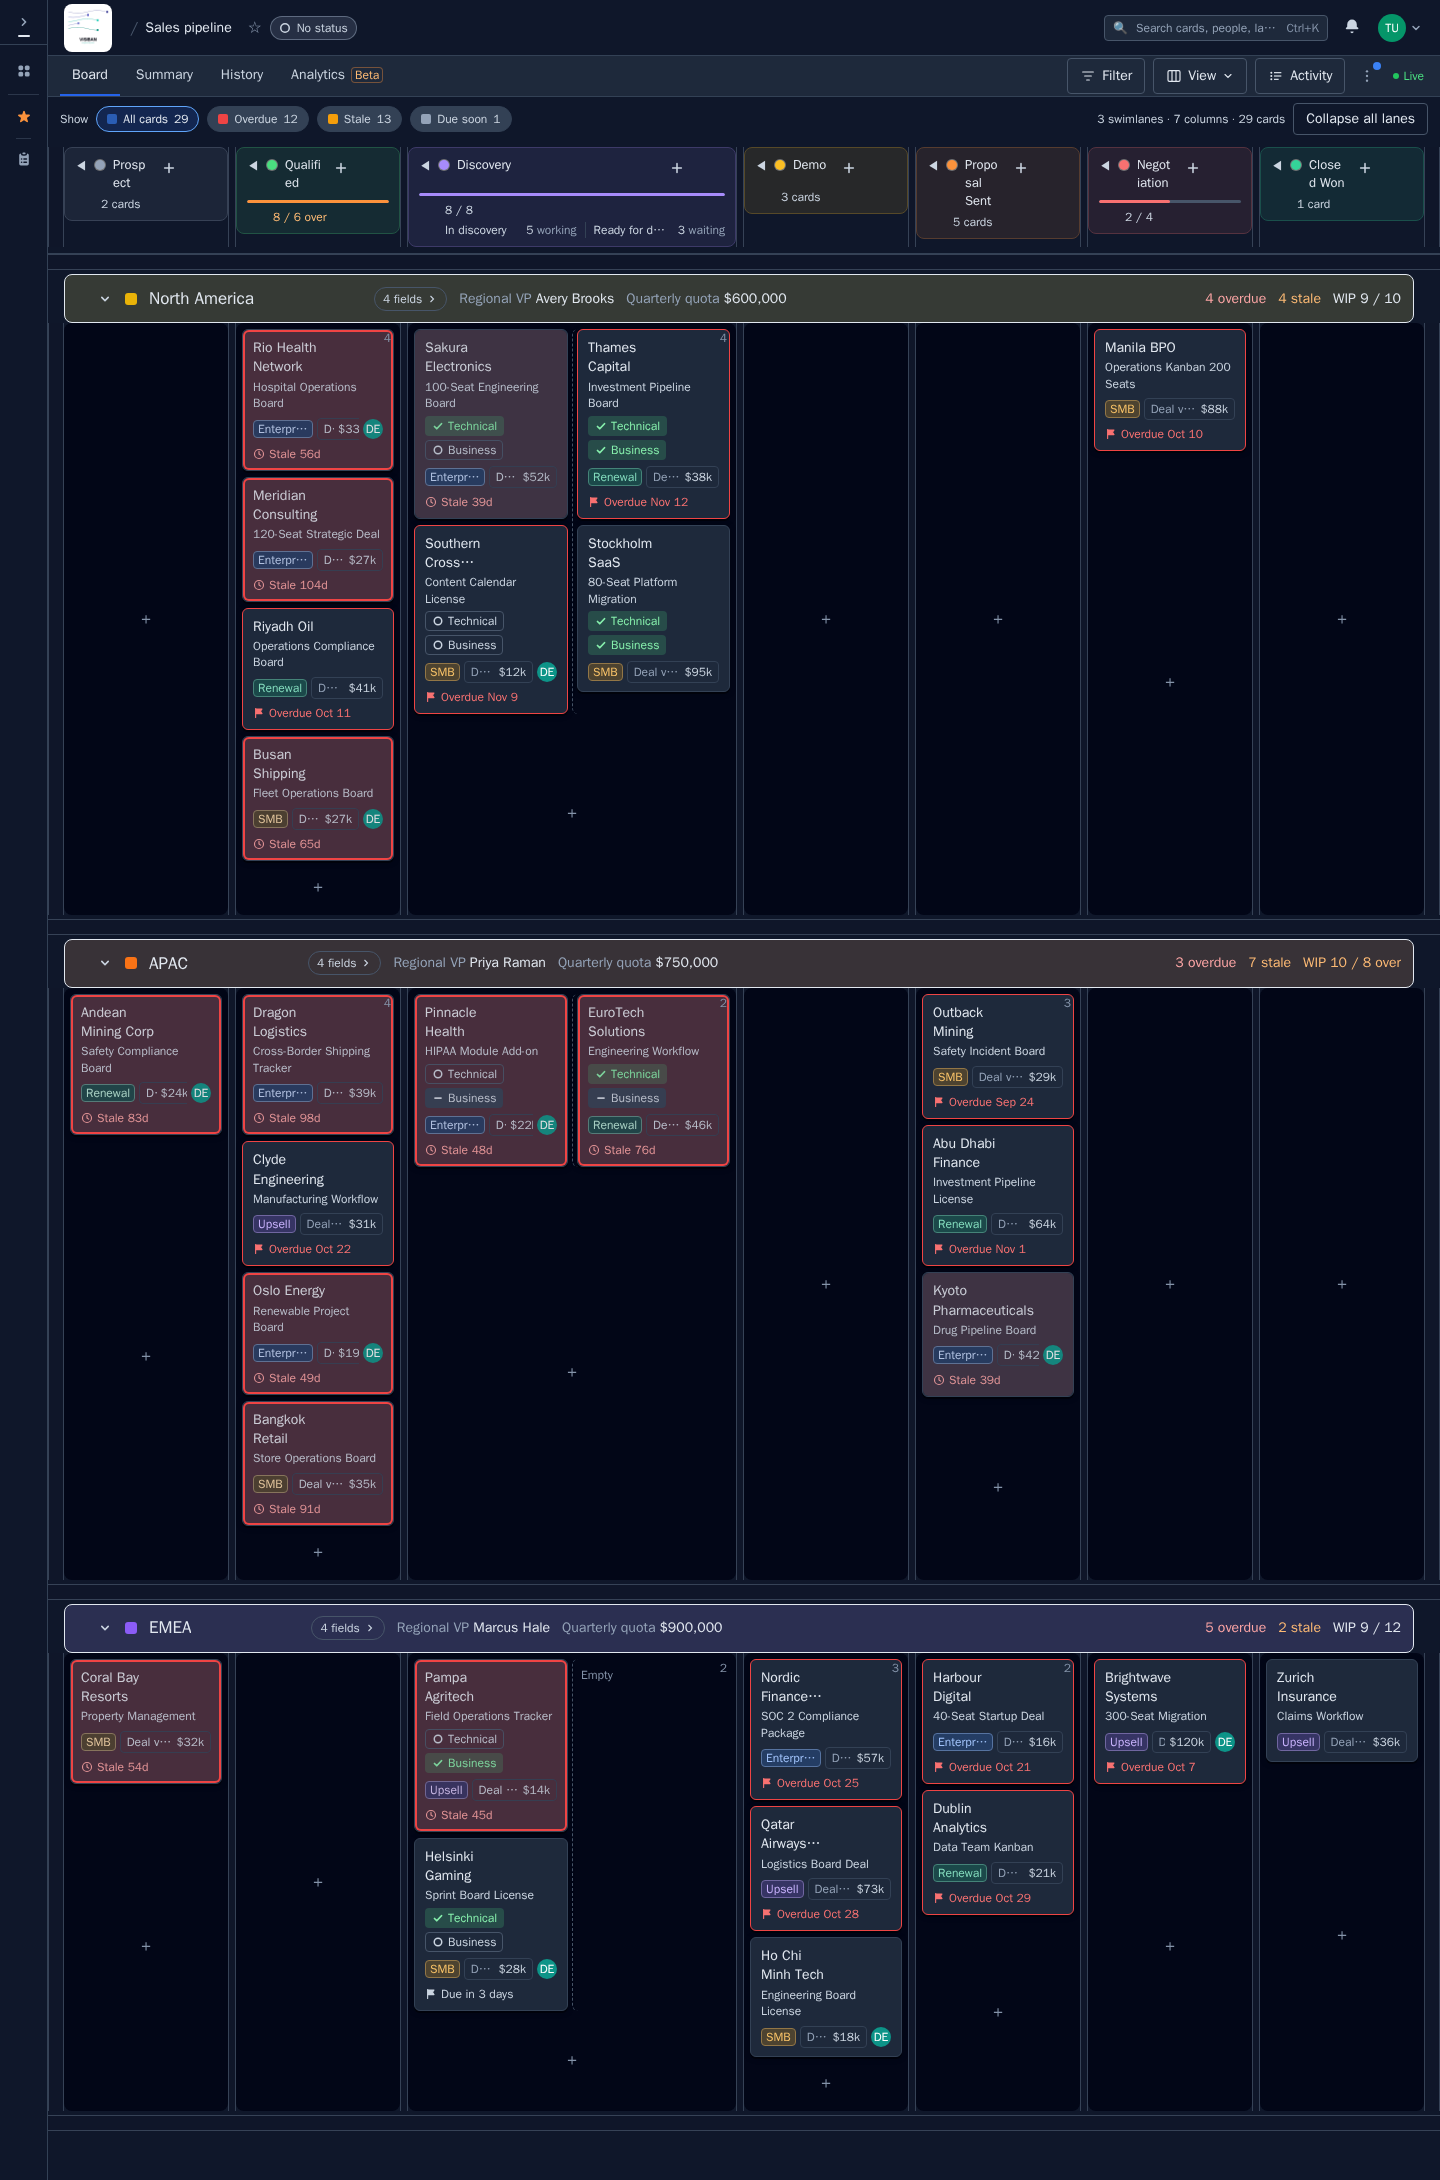 / Sales pipeline ☆ No status
Search cards, people, la··· Ctrl+K
TU
Board Summary History Analytics Beta
Filter View Activity Live
Show All cards 29 Overdue 12 Stale 13 Due soon 1
3 swimlanes · 7 columns · 29 cards Collapse all lanes
Prosp
ect
2 cards
Qualifi
ed
8 / 6 over
Discovery
8 / 8
In discovery 5 working Ready for d··· 3 waiting
Demo
3 cards
Propo
sal
Sent
5 cards
Negot
iation
2 / 4
Close
d Won
1 card
North America 4 fields Regional VP Avery Brooks Quarterly quota $600,000 4 overdue 4 stale WIP 9 / 10
4
Rio Health
Network
Hospital Operations
Board
Enterpr··· D· $33 DE
Stale 56d
Meridian
Consulting
120-Seat Strategic Deal
Enterpr··· D··· $27k
Stale 104d
Riyadh Oil
Operations Compliance
Board
Renewal D··· $41k
Overdue Oct 11
Busan
Shipping
Fleet Operations Board
SMB D··· $27k DE
Stale 65d
Sakura
Electronics
100-Seat Engineering
Board
Technical
Business
Enterpr··· D··· $52k
Stale 39d
Southern
Cross···
Content Calendar
License
Technical
Business
SMB D··· $12k DE
Overdue Nov 9
4
Thames
Capital
Investment Pipeline
Board
Technical
Business
Renewal De··· $38k
Overdue Nov 12
Stockholm
SaaS
80-Seat Platform
Migration
Technical
Business
SMB Deal v··· $95k
Manila BPO
Operations Kanban 200
Seats
SMB Deal v··· $88k
Overdue Oct 10
APAC 4 fields Regional VP Priya Raman Quarterly quota $750,000 3 overdue 7 stale WIP 10 / 8 over
Andean
Mining Corp
Safety Compliance
Board
Renewal D· $24k DE
Stale 83d
4
Dragon
Logistics
Cross-Border Shipping
Tracker
Enterpr··· D··· $39k
Stale 98d
Clyde
Engineering
Manufacturing Workflow
Upsell Deal··· $31k
Overdue Oct 22
Oslo Energy
Renewable Project
Board
Enterpr··· D· $19 DE
Stale 49d
Bangkok
Retail
Store Operations Board
SMB Deal v··· $35k
Stale 91d
Pinnacle
Health
HIPAA Module Add-on
Technical
Business
Enterpr··· D· $22 DE
Stale 48d
2
EuroTech
Solutions
Engineering Workflow
Technical
Business
Renewal De··· $46k
Stale 76d
3
Outback
Mining
Safety Incident Board
SMB Deal v··· $29k
Overdue Sep 24
Abu Dhabi
Finance
Investment Pipeline
License
Renewal D··· $64k
Overdue Nov 1
Kyoto
Pharmaceuticals
Drug Pipeline Board
Enterpr··· D· $42 DE
Stale 39d
EMEA 4 fields Regional VP Marcus Hale Quarterly quota $900,000 5 overdue 2 stale WIP 9 / 12
Coral Bay
Resorts
Property Management
SMB Deal v··· $32k
Stale 54d
Pampa
Agritech
Field Operations Tracker
Technical
Business
Upsell Deal ··· $14k
Stale 45d
Helsinki
Gaming
Sprint Board License
Technical
Business
SMB D··· $28k DE
Due in 3 days
Empty 2
3
Nordic
Finance···
SOC 2 Compliance
Package
Enterpr··· D··· $57k
Overdue Oct 25
Qatar
Airways···
Logistics Board Deal
Upsell Deal··· $73k
Overdue Oct 28
Ho Chi
Minh Tech
Engineering Board
License
SMB D··· $18k DE
2
Harbour
Digital
40-Seat Startup Deal
Enterpr··· D··· $16k
Overdue Oct 21
Dublin
Analytics
Data Team Kanban
Renewal D··· $21k
Overdue Oct 29
Brightwave
Systems
300-Seat Migration
Upsell D $120k DE
Overdue Oct 7
Zurich
Insurance
Claims Workflow
Upsell Deal··· $36k